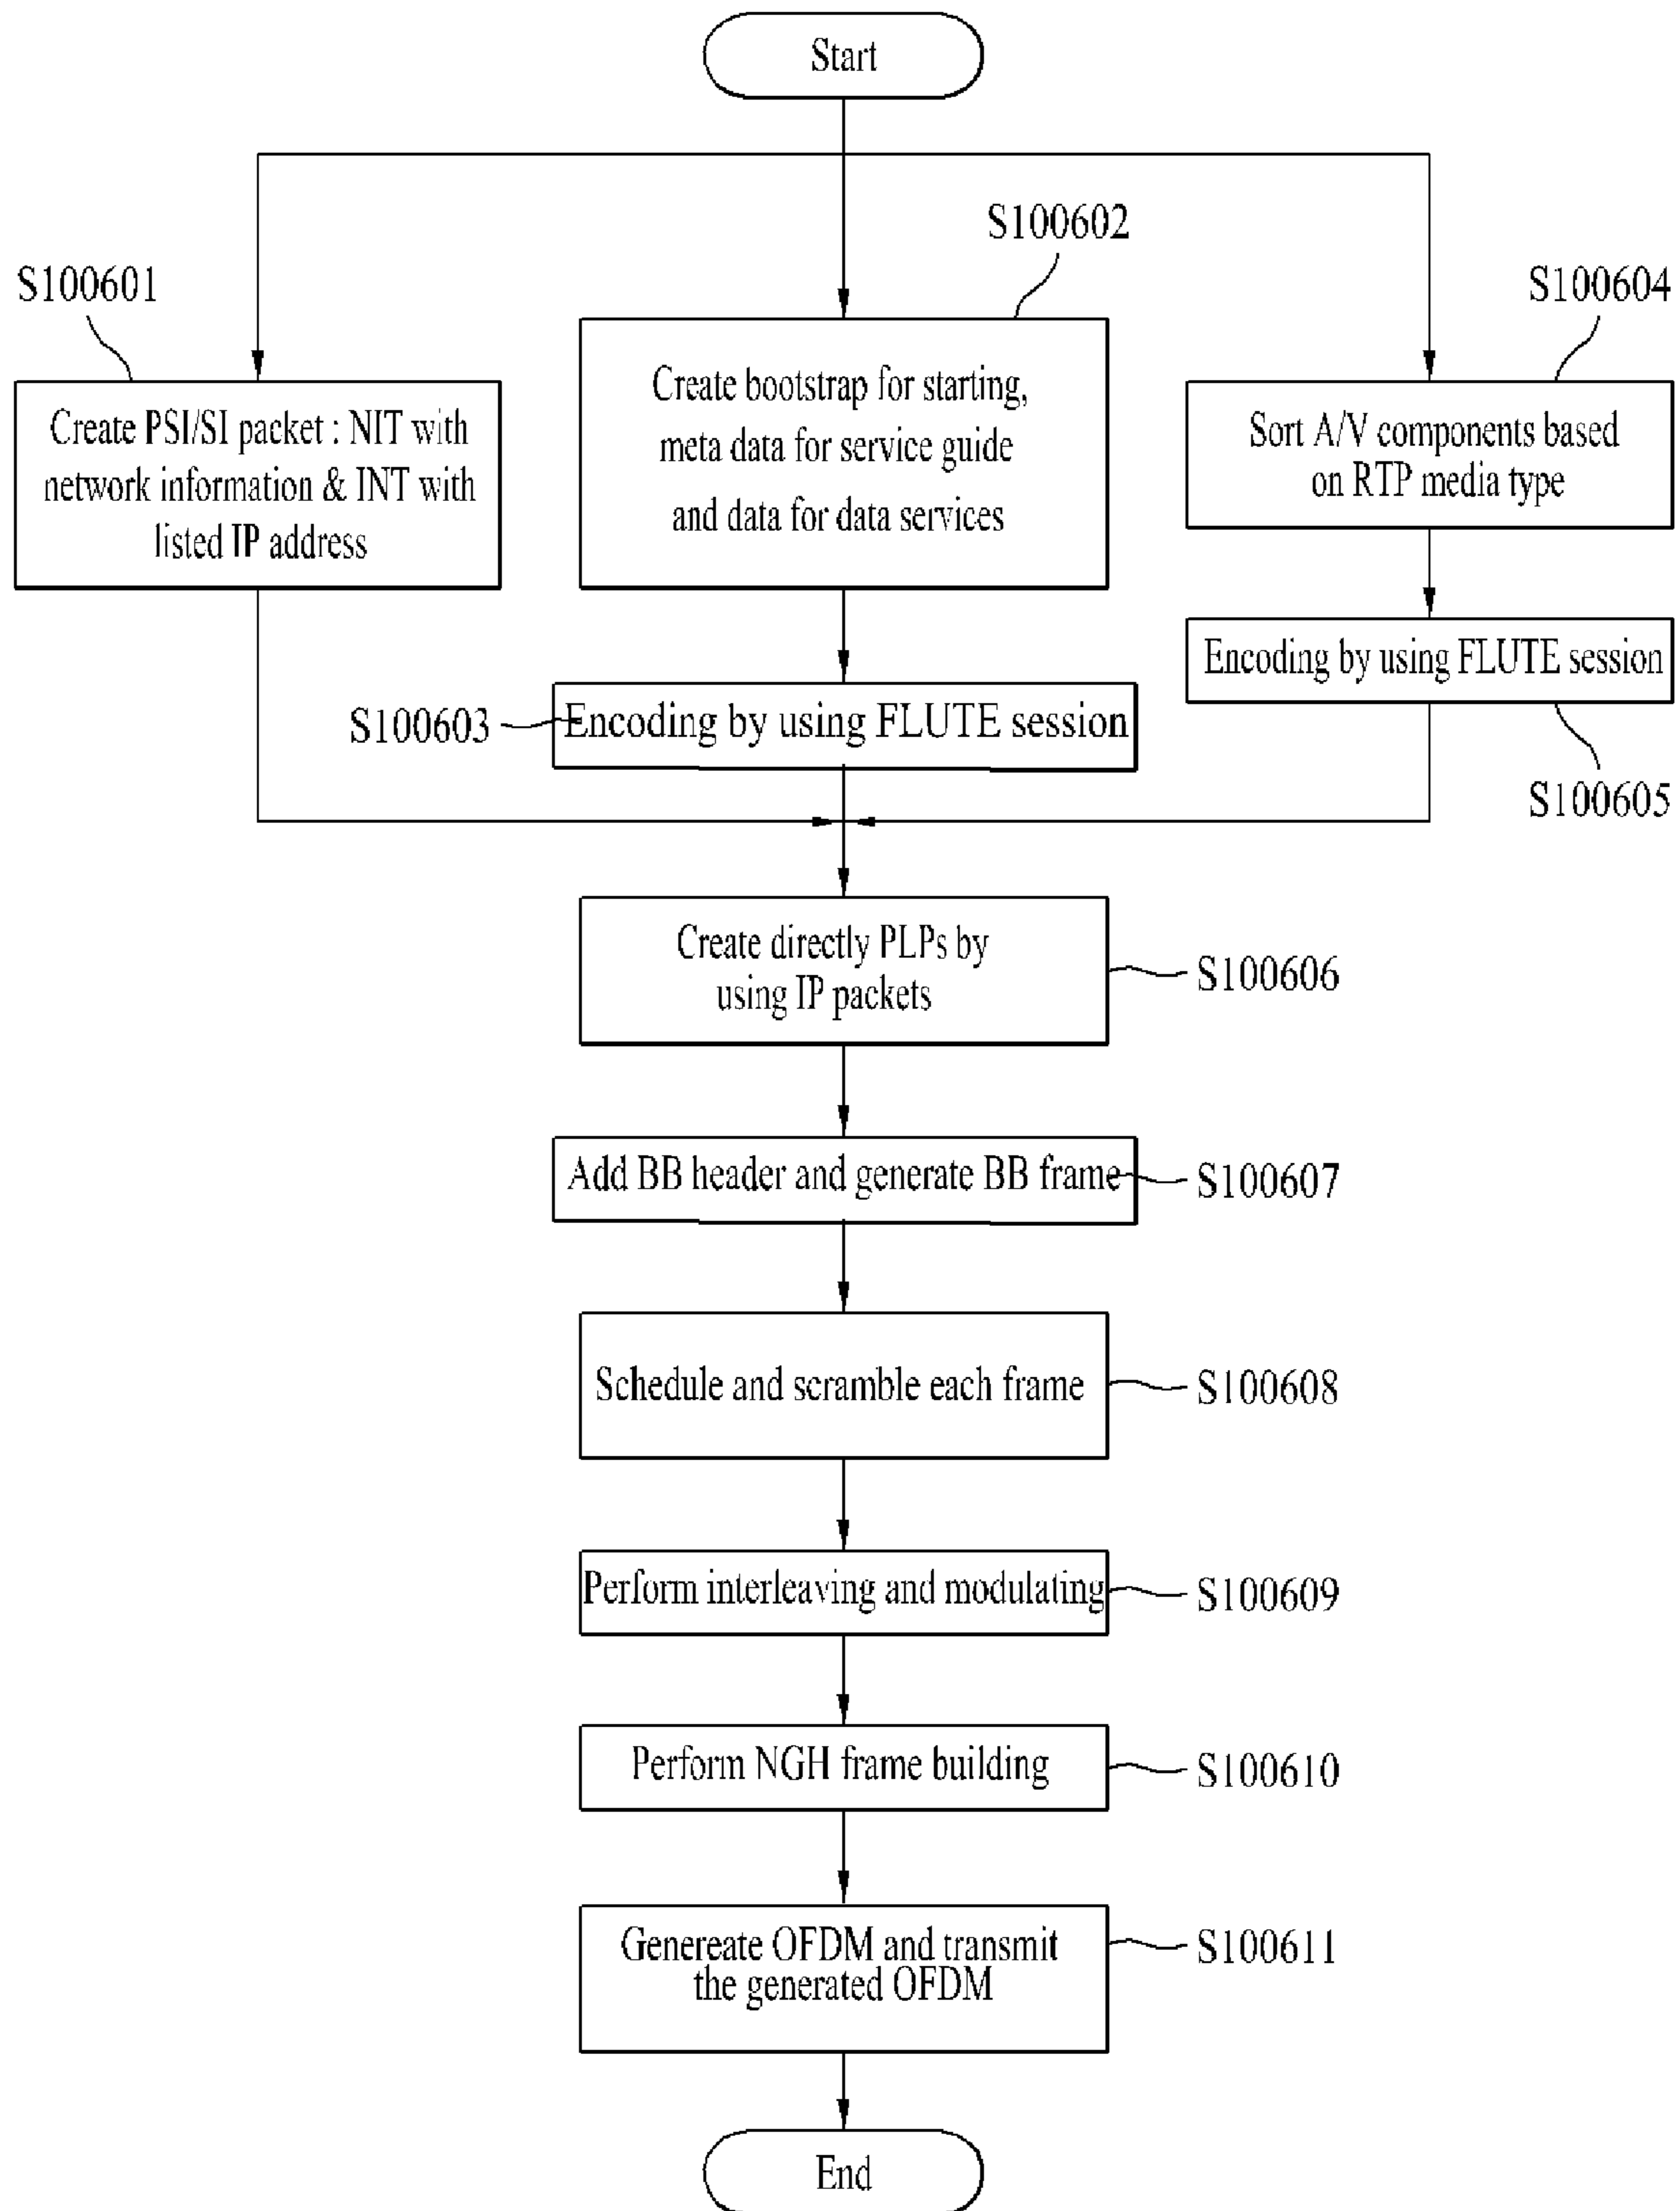 Start
S100601
Create PSI/SI packet : NIT with
network information & INT with
listed IP address
S100602
Create bootstrap for starting,
meta data for service guide
and data for data services
S100603
Encoding by using FLUTE session
S100604
Sort A/V components based
on RTP media type
Encoding by using FLUTE session
S100605
Create directly PLPs by
using IP packets
S100606
Add BB header and generate BB frame
S100607
Schedule and scramble each frame
S100608
Perform interleaving and modulating
S100609
Perform NGH frame building
S100610
Genereate OFDM and transmit
the generated OFDM
S100611
End